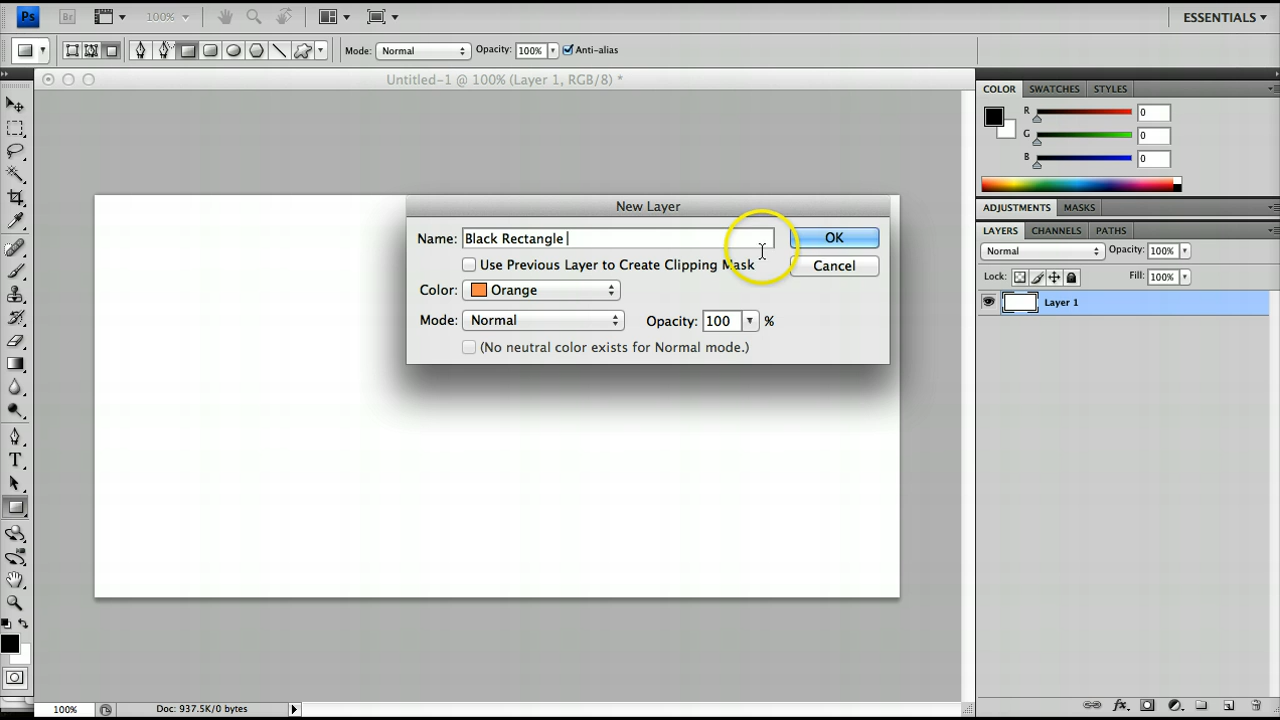 Ps Br 100% ESSENTIALS
Mode: Normal Opacity: 100% Anti-alias
Untitled-1 @ 100% (Layer 1, RGB/8) *
COLOR SWATCHES STYLES
R 0
G 0
B 0
ADJUSTMENTS MASKS
LAYERS CHANNELS PATHS
Normal Opacity: 100%
Lock: Fill: 100%
Layer 1
New Layer
Name: Black Rectangle OK
Use Previous Layer to Create Clipping Mask Cancel
Color: Orange
Mode: Normal Opacity: 100 %
(No neutral color exists for Normal mode.)
T
100% Doc: 937.5K/0 bytes
fx